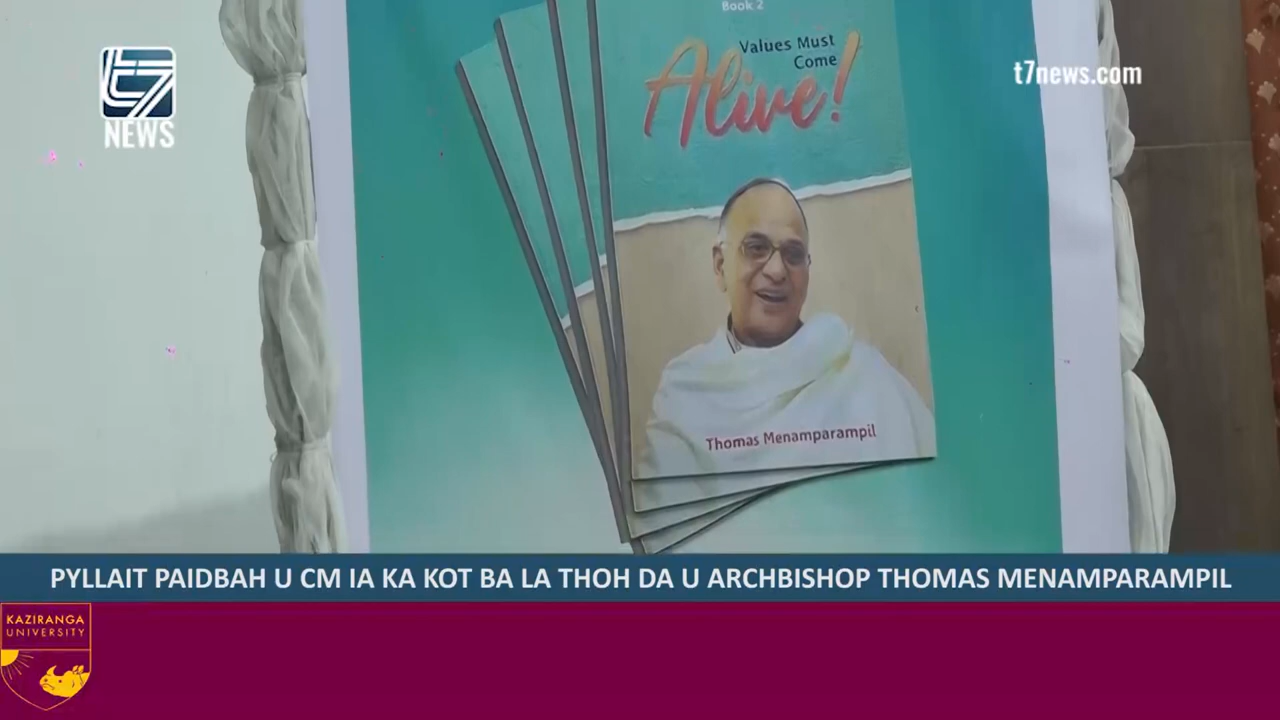 Book 2
Values Must
Come
Alive!
Thomas Menamparampil
t7 NEWS
t7news.com
PYLLAIT PAIDBAH U CM IA KA KOT BA LA THOH DA U ARCHBISHOP THOMAS MENAMPARAMPIL
KAZIRANGA
UNIVERSITY